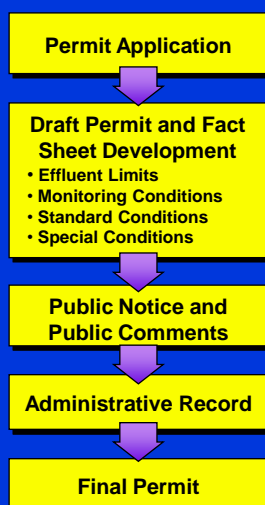 Permit Application
Draft Permit and Fact
Sheet Development
• Effluent Limits
• Monitoring Conditions
• Standard Conditions
• Special Conditions
Public Notice and
Public Comments
Administrative Record
Final Permit